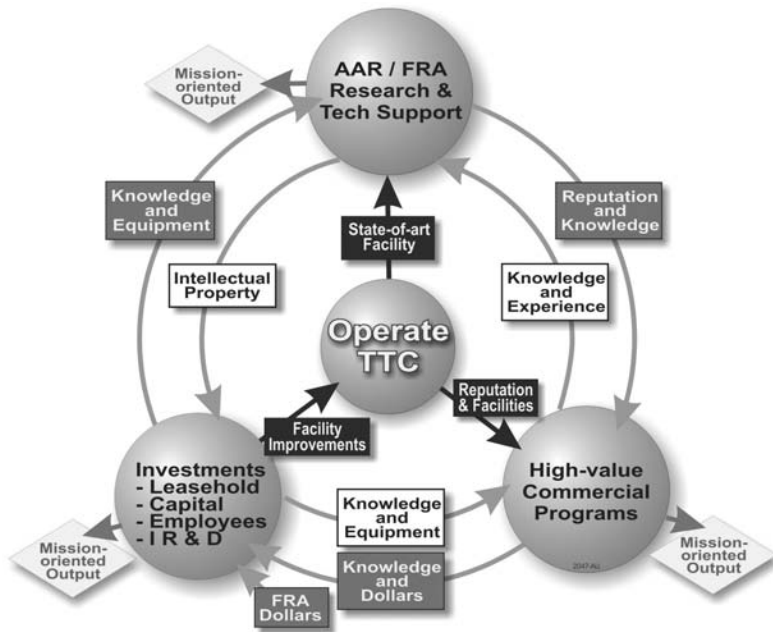 Mission-
oriented
Output
AAR / FRA
Research &
Tech Support
Knowledge
and
Equipment
Reputation
and
Knowledge
State-of-art
Facility
Intellectual
Property
Knowledge
and
Experience
Operate
TTC
Reputation
& Facilities
Facility
Improvements
Investments
- Leasehold
- Capital
- Employees
- I R & D
High-value
Commercial
Programs
Knowledge
and
Equipment
Mission-
oriented
Output
Knowledge
and
Dollars
Mission-
oriented
Output
FRA
Dollars